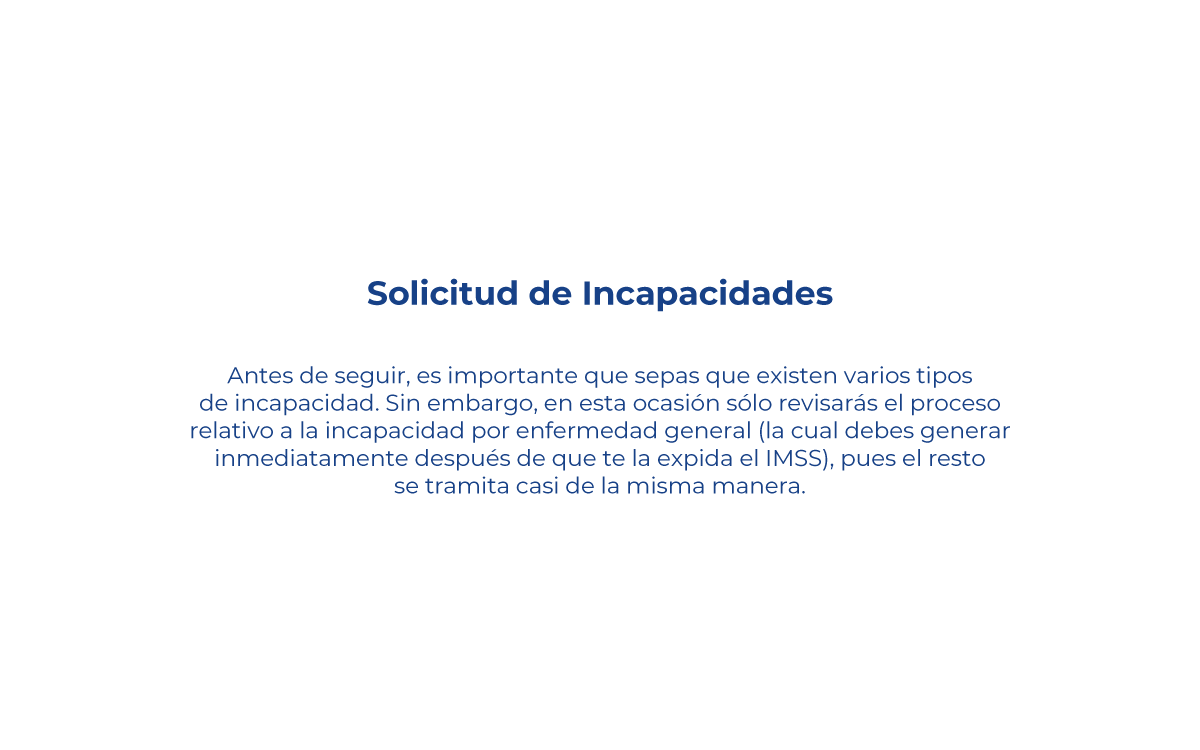 Solicitud de Incapacidades
Antes de seguir, es importante que sepas que existen varios tipos
de incapacidad. Sin embargo, en esta ocasión sólo revisarás el proceso
relativo a la incapacidad por enfermedad general (la cual debes generar
inmediatamente después de que te la expida el IMSS), pues el resto
se tramita casi de la misma manera.